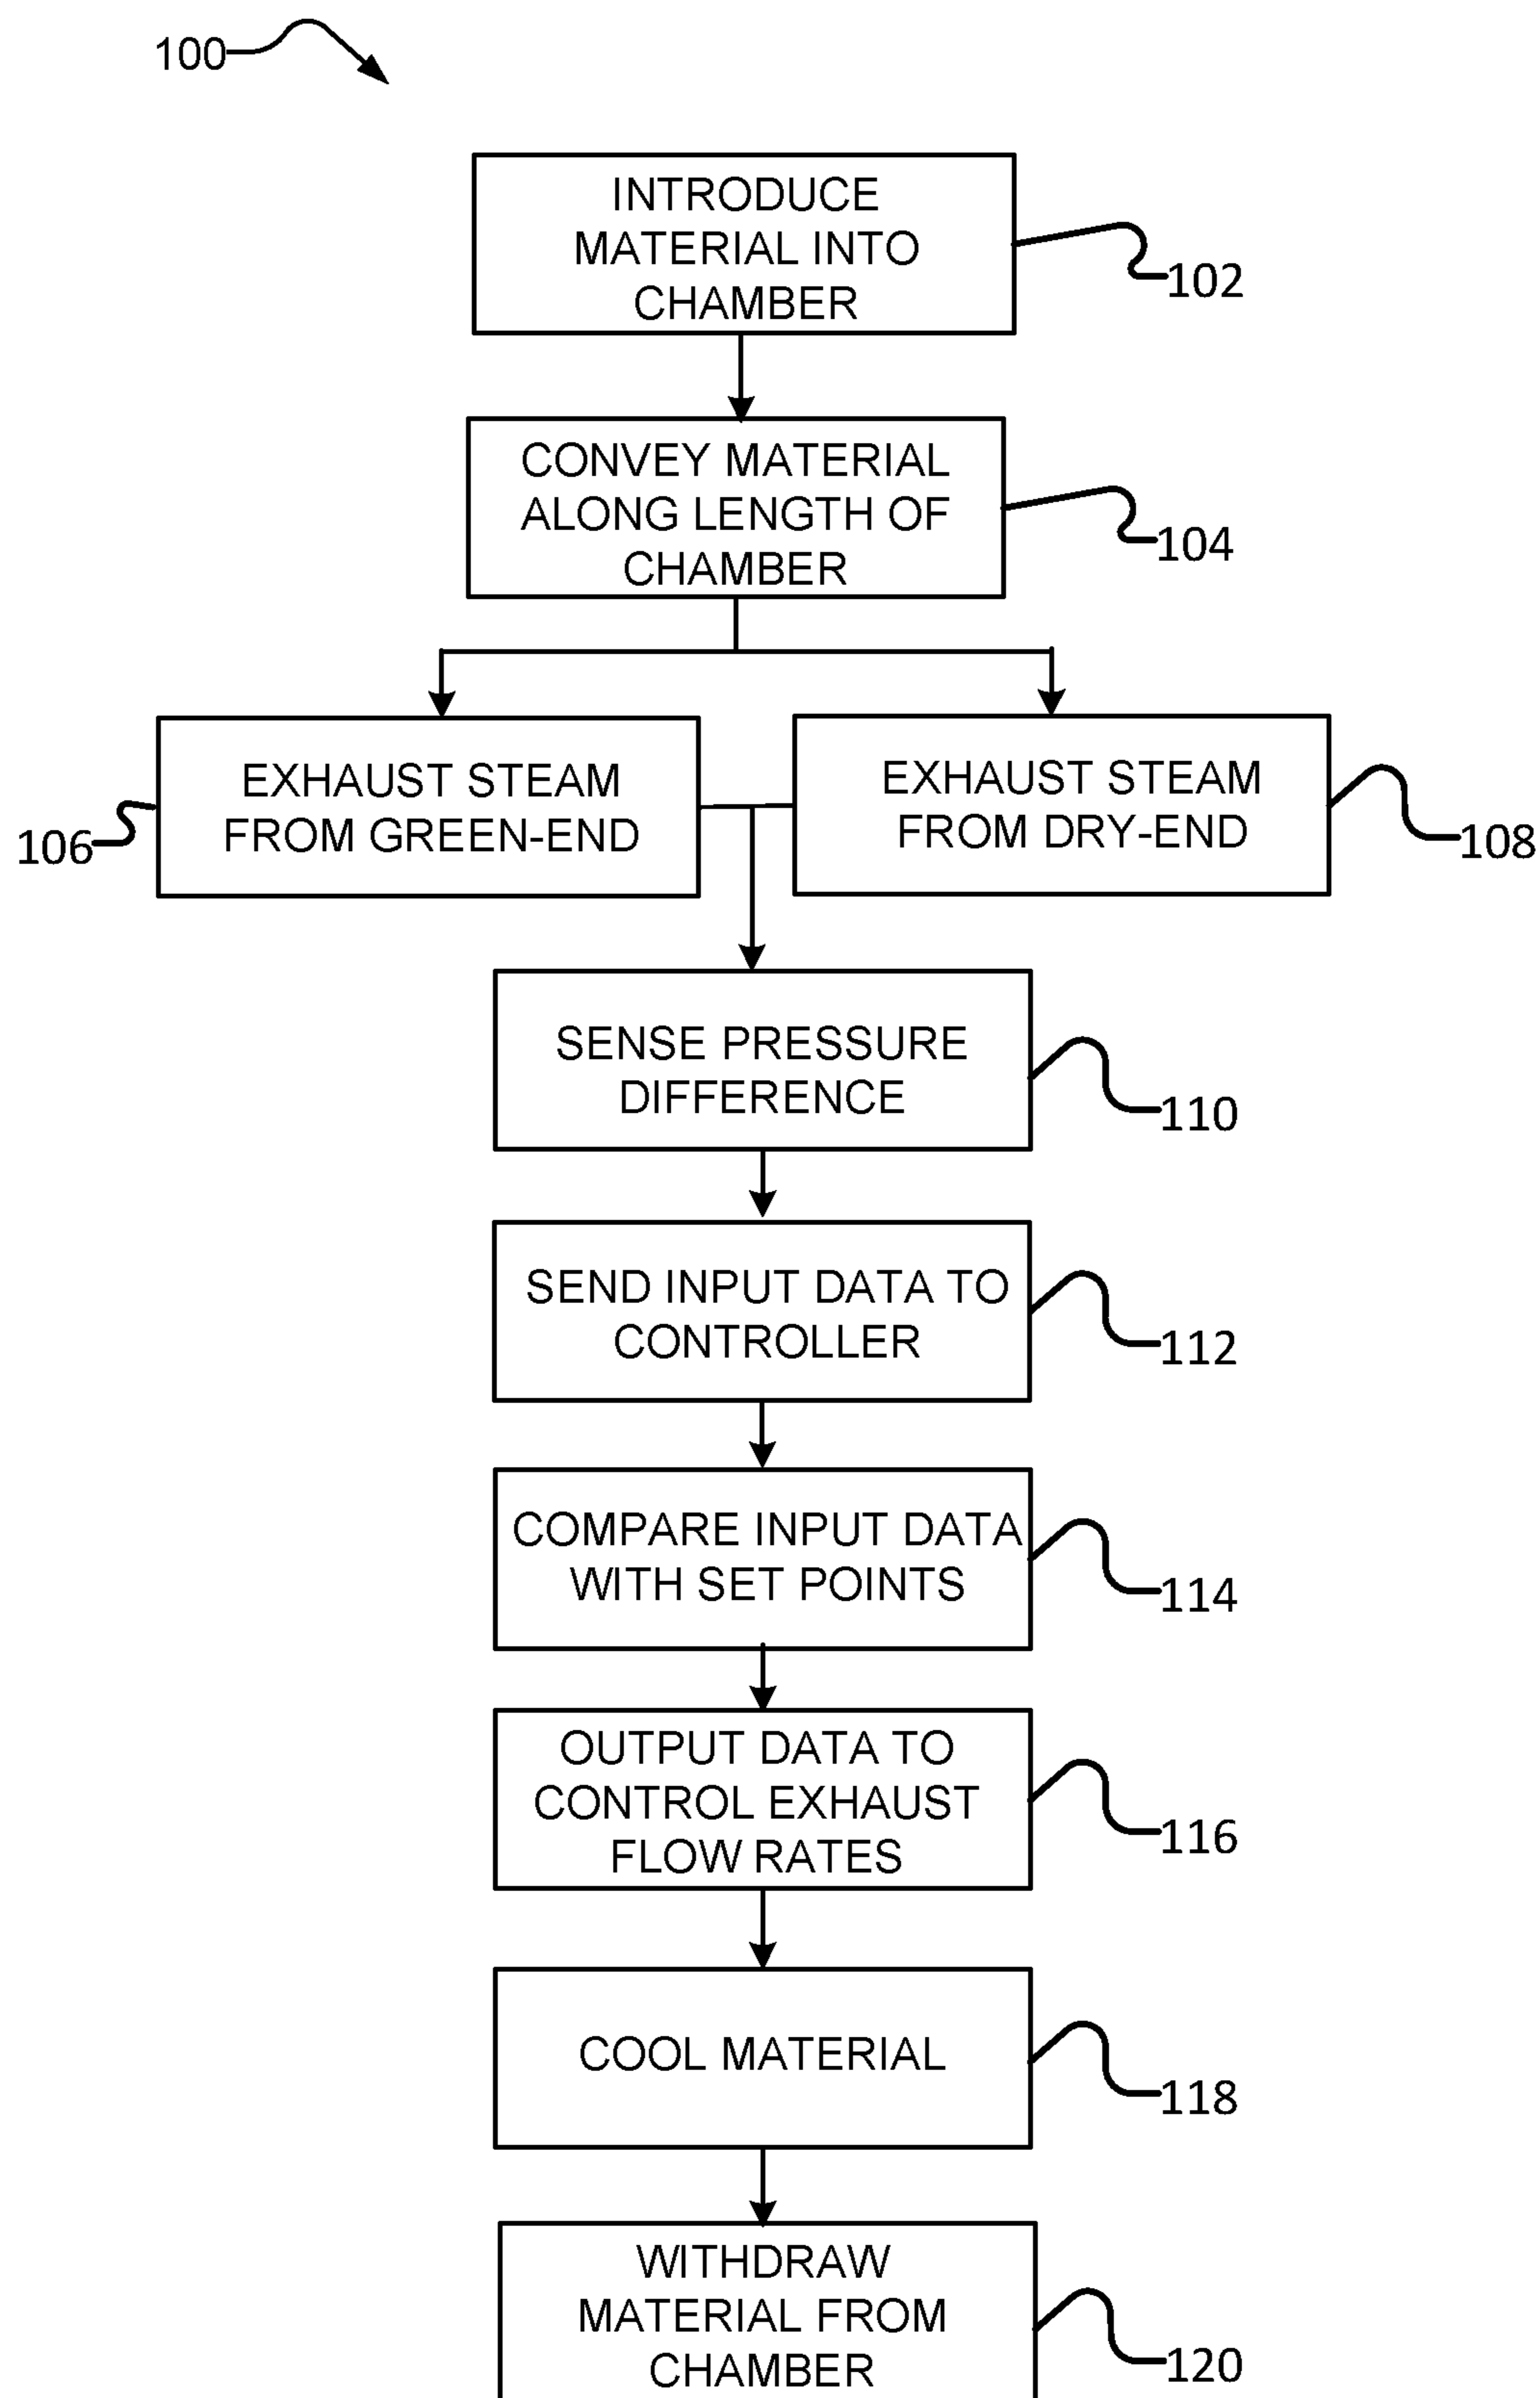 100
INTRODUCE
MATERIAL INTO
CHAMBER
102
CONVEY MATERIAL
ALONG LENGTH OF
CHAMBER
104
EXHAUST STEAM
FROM GREEN-END
106
EXHAUST STEAM
FROM DRY-END
108
SENSE PRESSURE
DIFFERENCE
110
SEND INPUT DATA TO
CONTROLLER
112
COMPARE INPUT DATA
WITH SET POINTS
114
OUTPUT DATA TO
CONTROL EXHAUST
FLOW RATES
116
COOL MATERIAL
118
WITHDRAW
MATERIAL FROM
CHAMBER
120